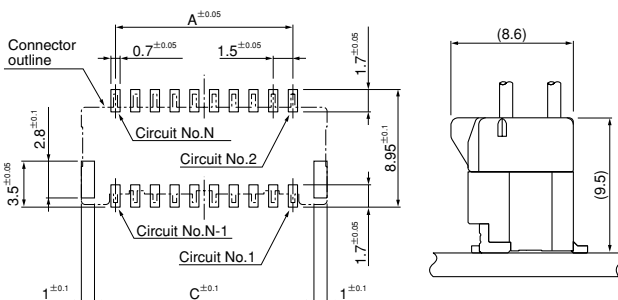 A±0.05
Connector
outline
0.7±0.05
1.5±0.05
1.7±0.05
(8.6)
Circuit No.N
Circuit No.2
2.8±0.1
3.5±0.05
8.95±0.1
(9.5)
Circuit No.N-1
Circuit No.1
1.7±0.05
1±0.1
C±0.1
1±0.1